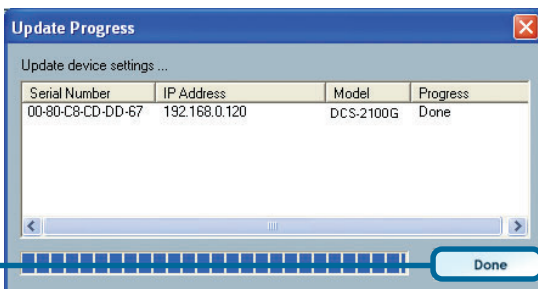 Update Progress
Update device settings ...
Serial Number IP Address Model Progress
00-80-C8-CD-DD-67 192.168.0.120 DCS-2100G Done
Done